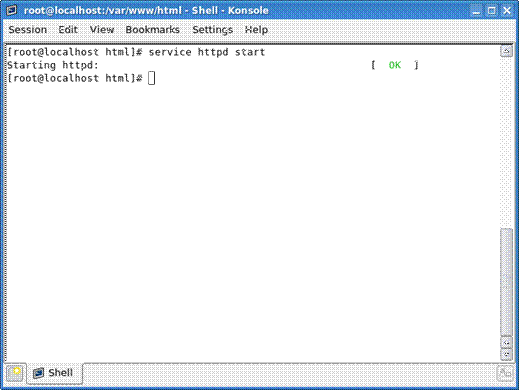 root@localhost:/var/www/html - Shell - Konsole
Session Edit View Bookmarks Settings Help
[root@localhost html]# service httpd start
Starting httpd: [ OK ]
[root@localhost html]#
Shell